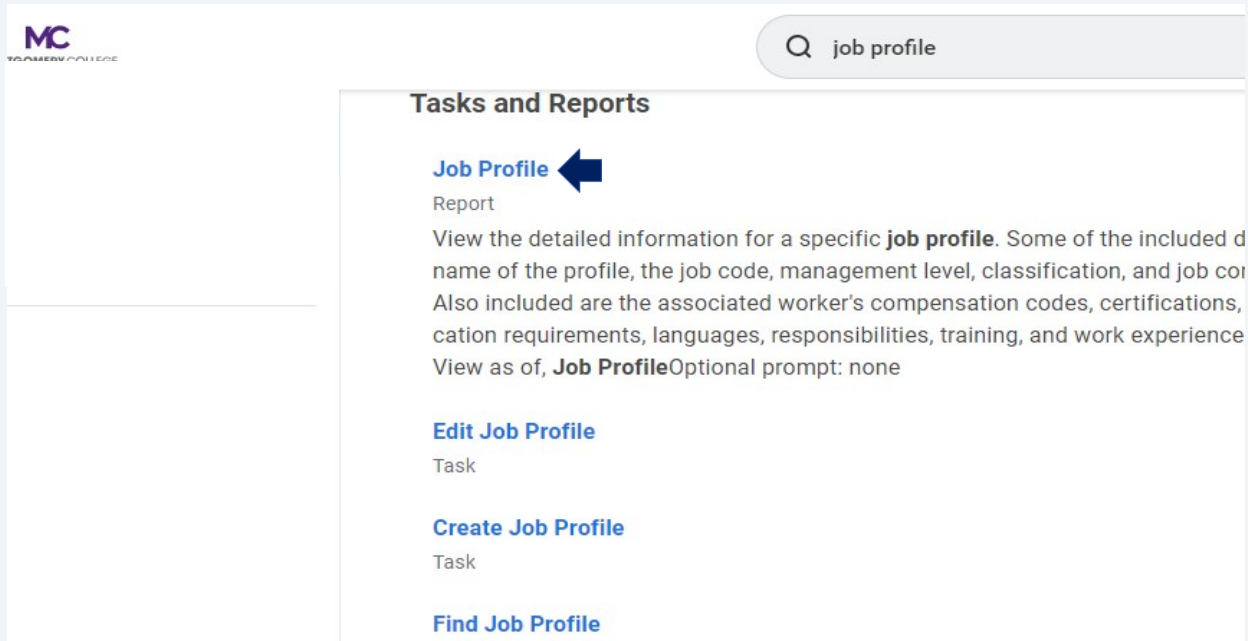 MC
job profile
Tasks and Reports
Job Profile
Report
View the detailed information for a specific job profile. Some of the included d
name of the profile, the job code, management level, classification, and job co
Also included are the associated worker's compensation codes, certifications,
cation requirements, languages, responsibilities, training, and work experience
View as of, Job ProfileOptional prompt: none
Edit Job Profile
Task
Create Job Profile
Task
Find Job Profile